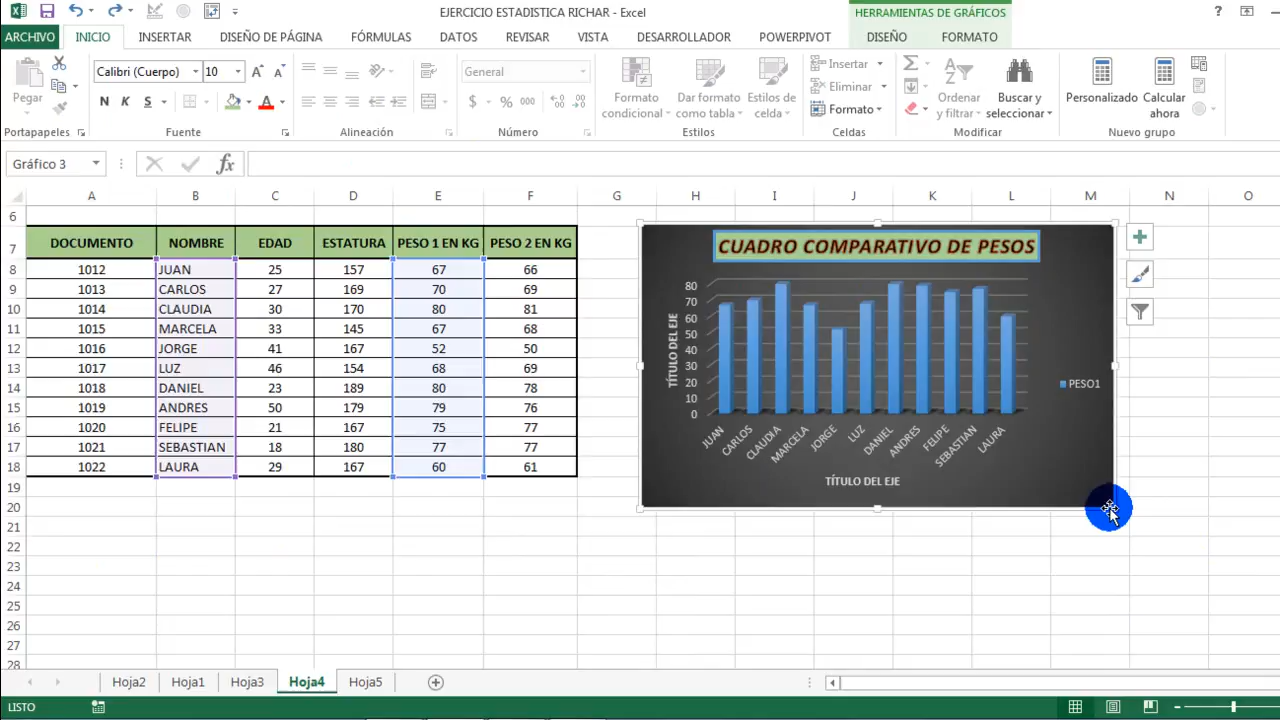 EJERCICIO ESTADISTICA RICHAR - Excel
HERRAMIENTAS DE GRÁFICOS
?
ARCHIVO INICIO INSERTAR DISEÑO DE PÁGINA FÓRMULAS DATOS REVISAR VISTA DESARROLLADOR POWERPIVOT DISEÑO FORMATO
Pegar
Calibri (Cuerpo) 10
N K S
General
$ % 000
Formato condicional
Dar formato como tabla
Estilos de celda
Insertar
Eliminar
Formato
Ordenar y filtrar
Buscar y seleccionar
Personalizado
Calcular ahora
Portapapeles Fuente Alineación Número Estilos Celdas Modificar Nuevo grupo
Gráfico 3 fx
A B C D E F G H I J K L M N O
6
7 DOCUMENTO NOMBRE EDAD ESTATURA PESO 1 EN KG PESO 2 EN KG
8 1012 JUAN 25 157 67 66
9 1013 CARLOS 27 169 70 69
10 1014 CLAUDIA 30 170 80 81
11 1015 MARCELA 33 145 67 68
12 1016 JORGE 41 167 52 50
13 1017 LUZ 46 154 68 69
14 1018 DANIEL 23 189 80 78
15 1019 ANDRES 50 179 79 76
16 1020 FELIPE 21 167 75 77
17 1021 SEBASTIAN 18 180 77 77
18 1022 LAURA 29 167 60 61
19
20
21
22
23
24
25
26
27
28
CUADRO COMPARATIVO DE PESOS
TÍTULO DEL EJE
80
70
60
50
40
30
20
10
0
JUAN CARLOS CLAUDIA MARCELA JORGE LUZ DANIEL ANDRES FELIPE SEBASTIAN LAURA
TÍTULO DEL EJE
PESO1
Hoja2 Hoja1 Hoja3 Hoja4 Hoja5
LISTO